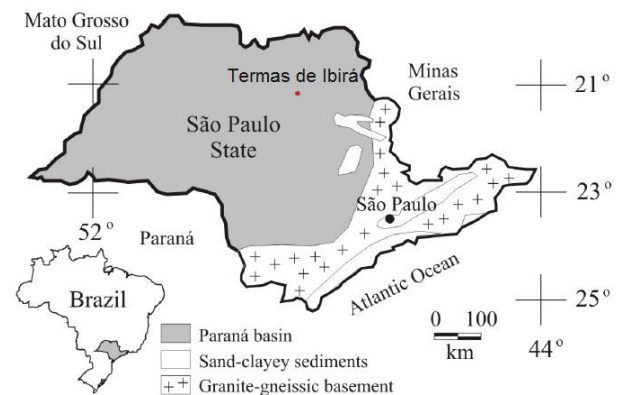 Mato Grosso
do Sul
Termas de Ibirá
Minas
Gerais
21°
São Paulo
State
São Paulo
23°
52°
Paraná
Atlantic Ocean
Brazil
25°
Paraná basin
0 100
km
44°
Sand-clayey sediments
Granite-gneissic basement